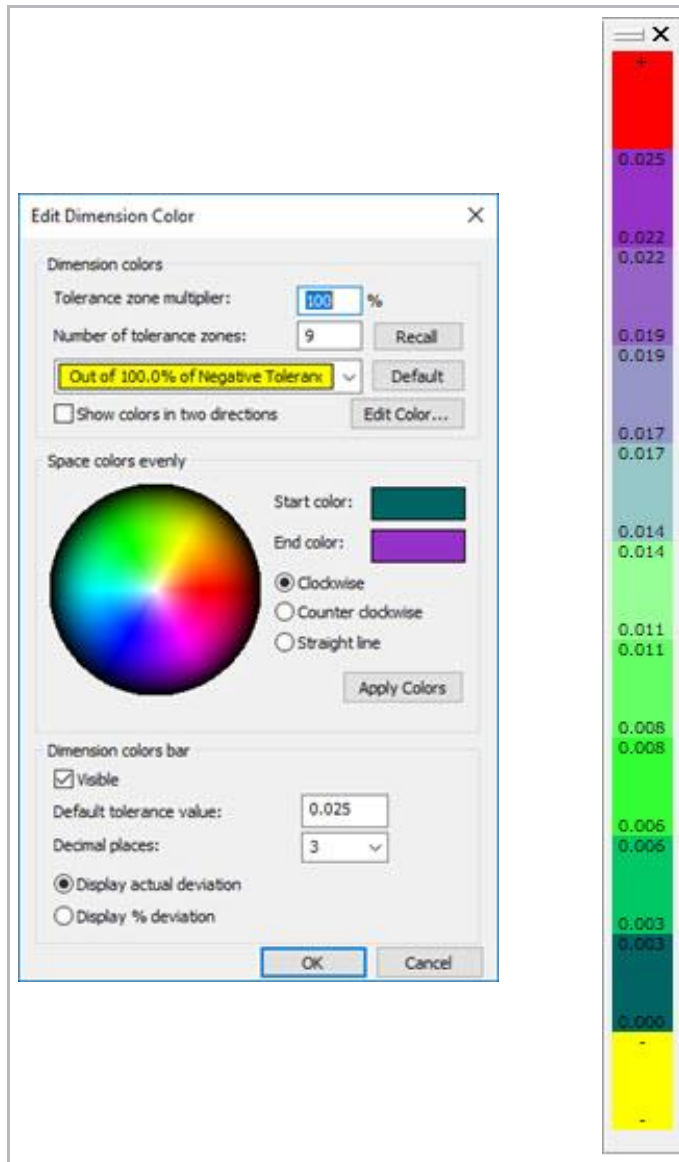 Edit Dimension Color
Dimension colors
Tolerance zone multiplier:
100 %
Number of tolerance zones:
9
Recall
Out of 100.0% of Negative
Default
Show colors in two directions
Edit Color...
Space colors evenly
Start color:
End color:
Clockwise
Counter clockwise
Straight line
Apply Colors
Dimension colors bar
Visible
Default tolerance value:
0.025
Decimal places:
3
Display actual deviation
Display % deviation
OK
Cancel
+
0.025
0.022
0.022
0.019
0.019
0.017
0.017
0.014
0.014
0.011
0.011
0.008
0.008
0.006
0.006
0.003
0.003
0.000
-
-